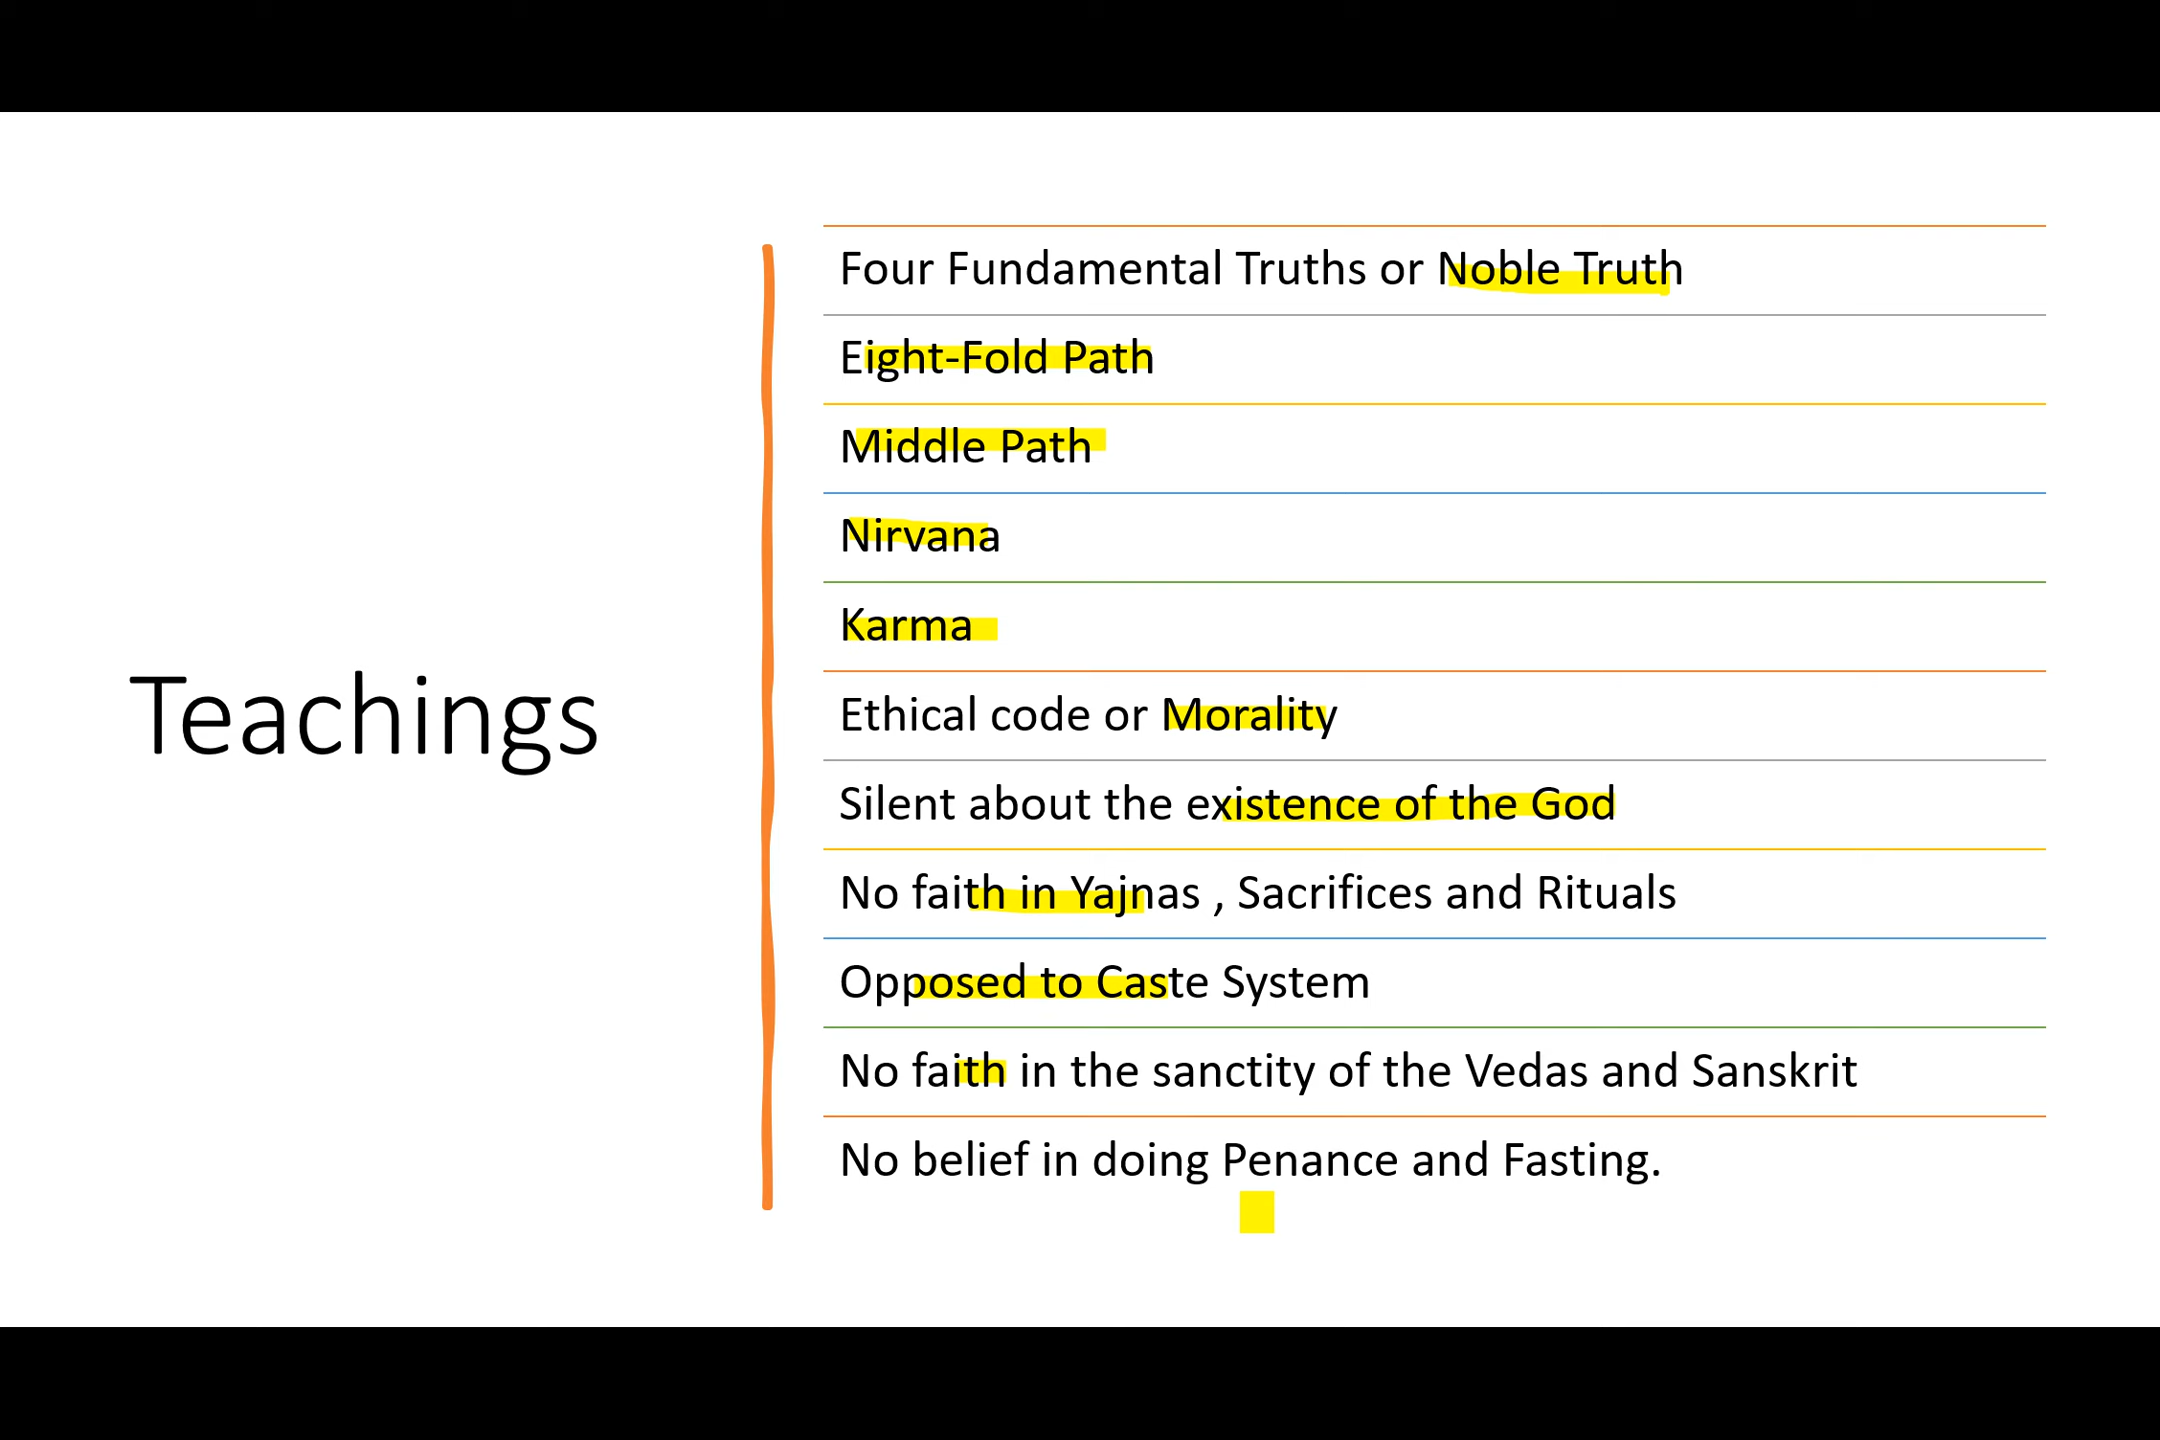 Teachings
Four Fundamental Truths or Noble Truth
Eight-Fold Path
Middle Path
Nirvana
Karma
Ethical code or Morality
Silent about the existence of the God
No faith in Yajnas , Sacrifices and Rituals
Opposed to Caste System
No faith in the sanctity of the Vedas and Sanskrit
No belief in doing Penance and Fasting.